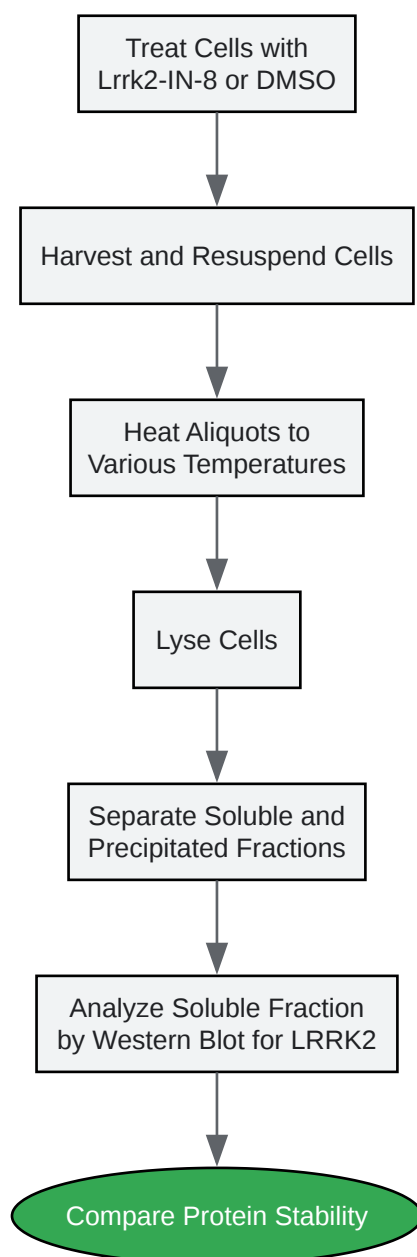 Treat Cells with
Lrrk2-IN-8 or DMSO
Harvest and Resuspend Cells
Heat Aliquots to
Various Temperatures
Lyse Cells
Separate Soluble and
Precipitated Fractions
Analyze Soluble Fraction
by Western Blot for LRRK2
Compare Protein Stability